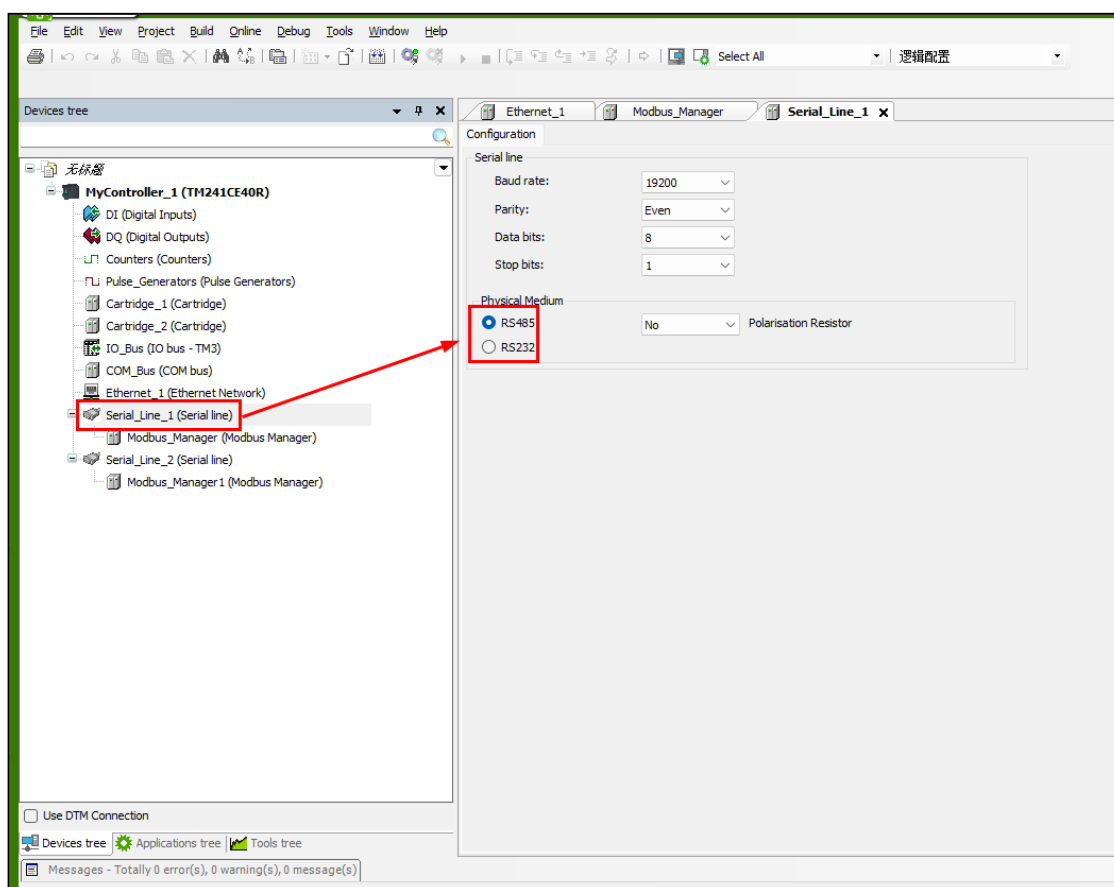 File Edit View Project Build Online Debug Tools Window Help
Select All 逻辑配置
Devices tree
无标题
MyController_1 (TM241CE40R)
DI (Digital Inputs)
DQ (Digital Outputs)
Counters (Counters)
Pulse_Generators (Pulse Generators)
Cartridge_1 (Cartridge)
Cartridge_2 (Cartridge)
IO_Bus (IO bus - TM3)
COM_Bus (COM bus)
Ethernet_1 (Ethernet Network)
Serial_Line_1 (Serial line)
Modbus_Manager (Modbus Manager)
Serial_Line_2 (Serial line)
Modbus_Manager1 (Modbus Manager)
Use DTM Connection
Devices tree Applications tree Tools tree
Messages - Totally 0 error(s), 0 warning(s), 0 message(s)
Ethernet_1 Modbus_Manager Serial_Line_1
Configuration
Serial line
Baud rate: 19200
Parity: Even
Data bits: 8
Stop bits: 1
Physical Medium
RS485 No Polarisation Resistor
RS232